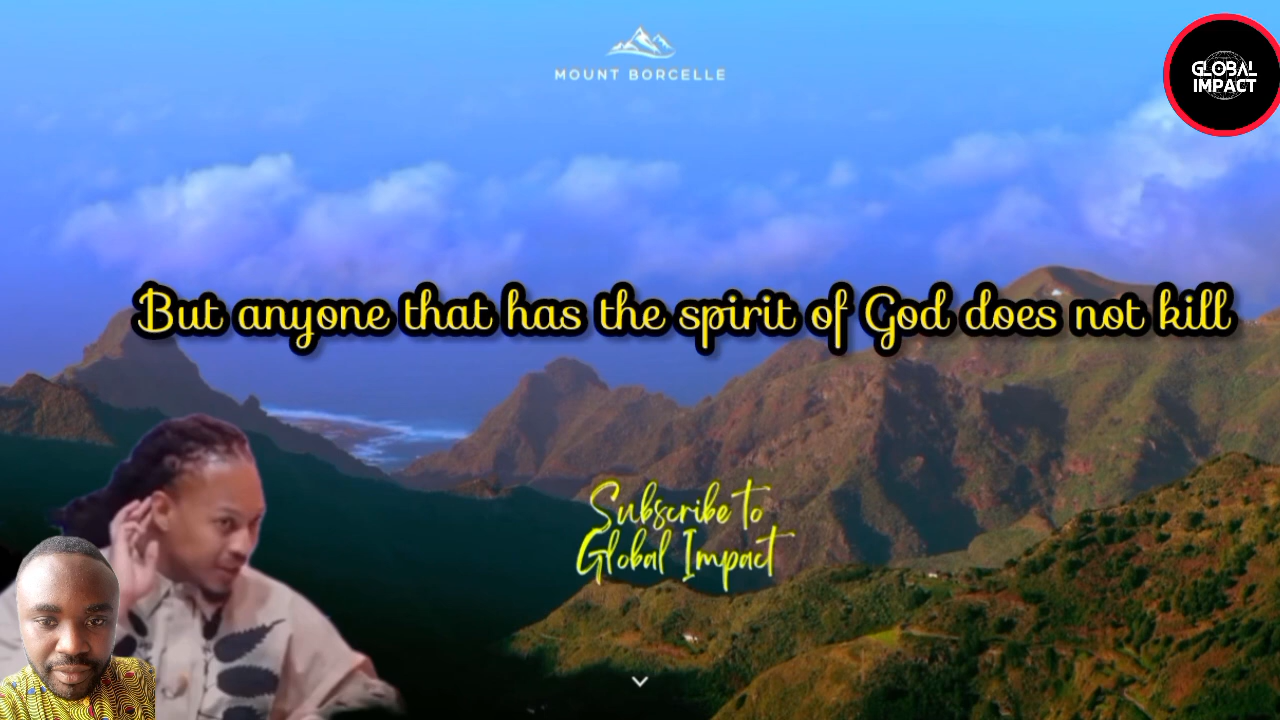 MOUNT BORCELLE
GLOBAL
IMPACT
But anyone that has the spirit of God does not kill
Subscribe to
Global Impact